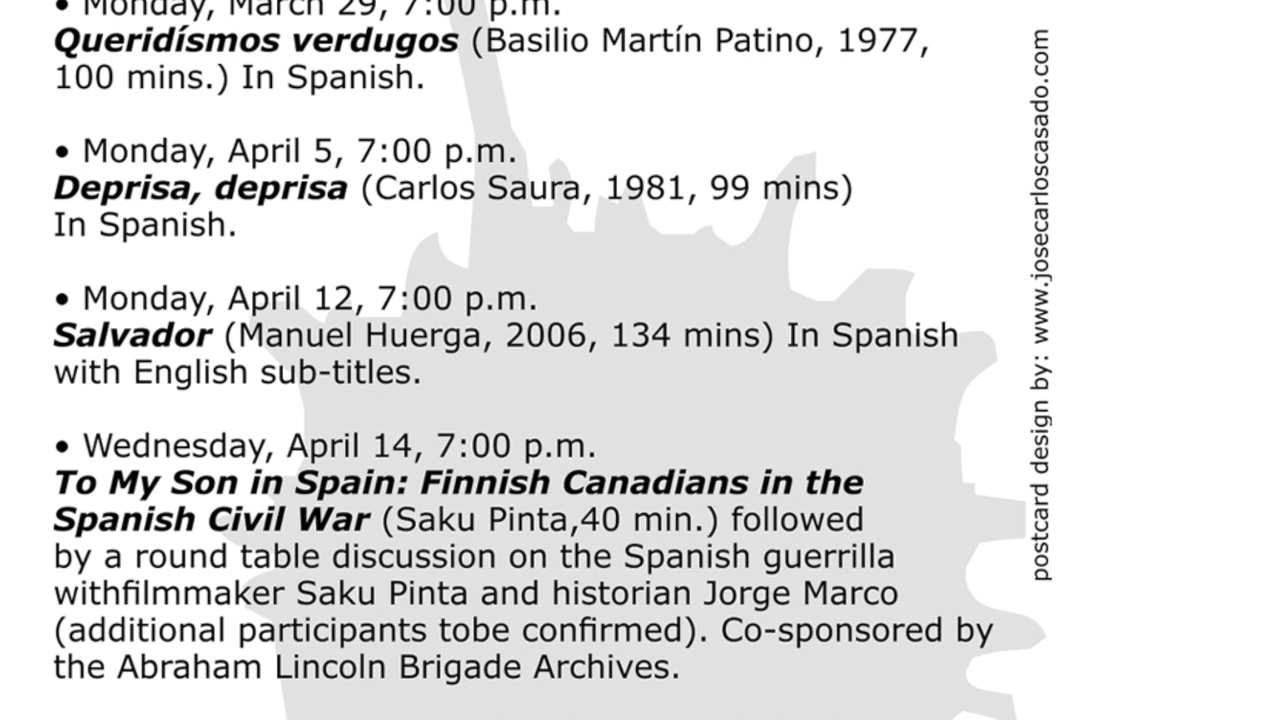 • Monday, March 29, 7:00 p.m.
Queridísmos verdugos (Basilio Martín Patino, 1977,
100 mins.) In Spanish.
• Monday, April 5, 7:00 p.m.
Deprisa, deprisa (Carlos Saura, 1981, 99 mins)
In Spanish.
• Monday, April 12, 7:00 p.m.
Salvador (Manuel Huerga, 2006, 134 mins) In Spanish
with English sub-titles.
• Wednesday, April 14, 7:00 p.m.
To My Son in Spain: Finnish Canadians in the
Spanish Civil War (Saku Pinta,40 min.) followed
by a round table discussion on the Spanish guerrilla
withfilmmaker Saku Pinta and historian Jorge Marco
(additional participants tobe confirmed). Co-sponsored by
the Abraham Lincoln Brigade Archives.
postcard design by: www.josecarloscasado.com